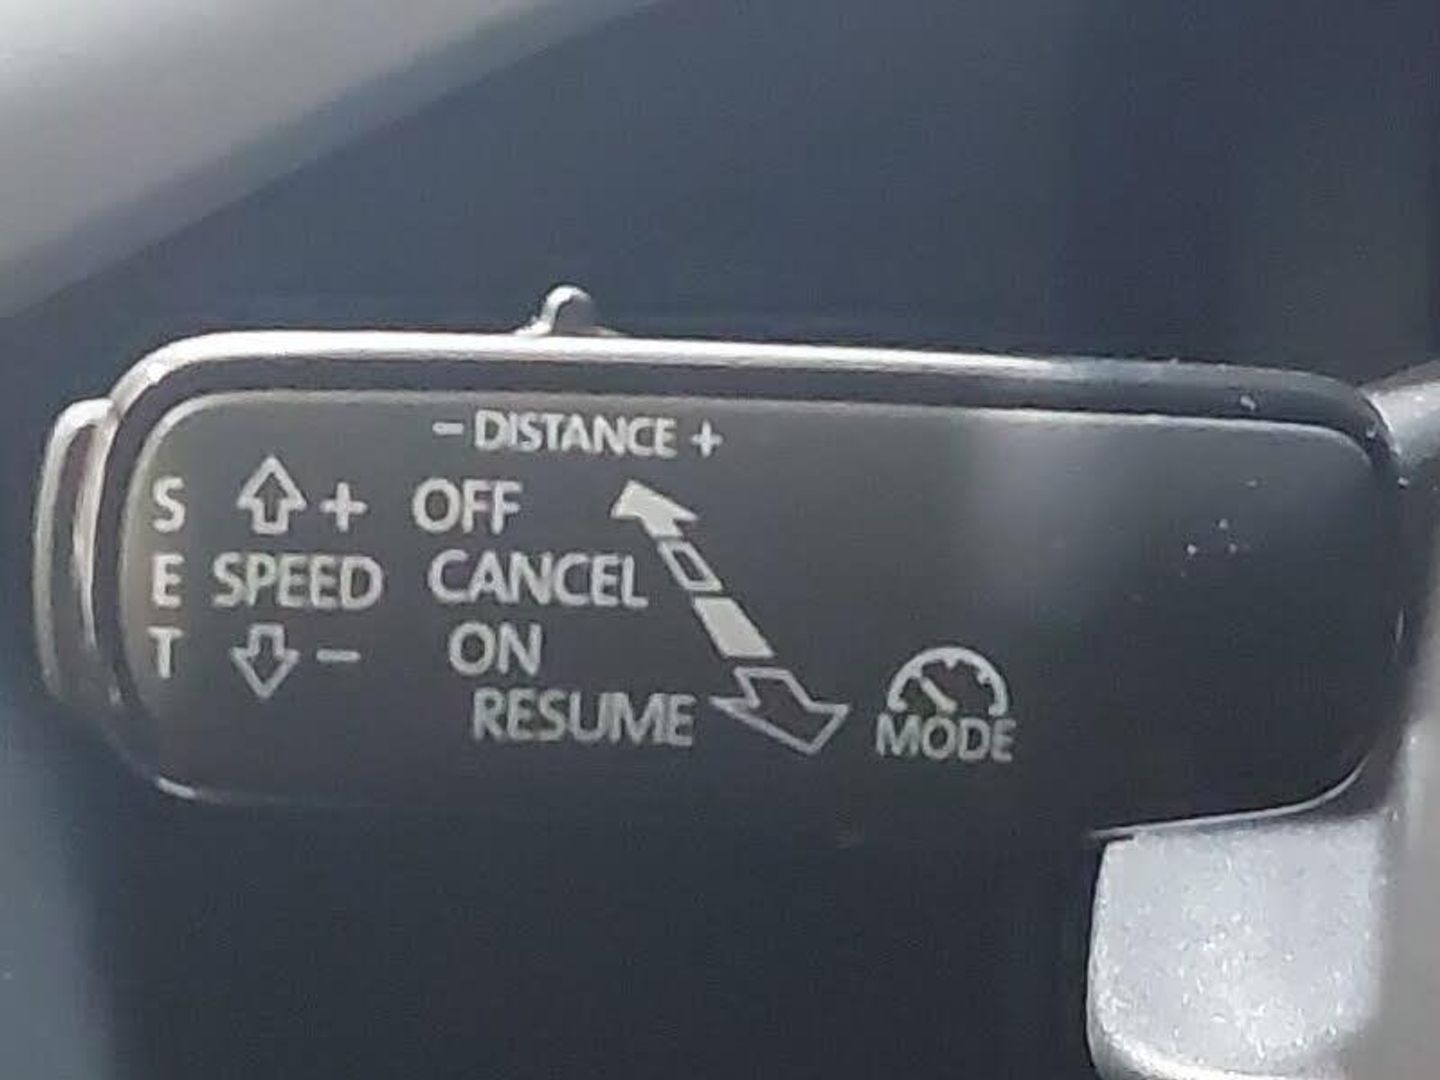 - DISTANCE +
S + OFF
E SPEED CANCEL
T - ON
RESUME MODE